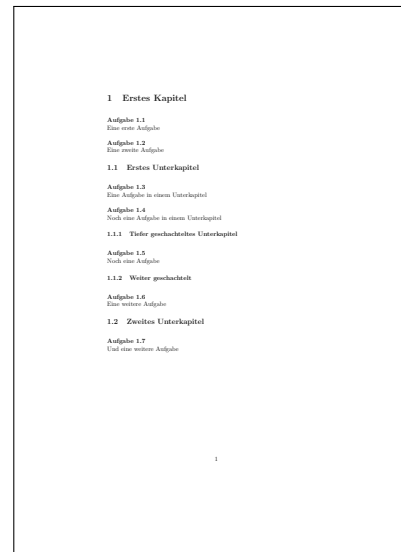 1 Erstes Kapitel
Aufgabe 1.1
Eine erste Aufgabe
Aufgabe 1.2
Eine zweite Aufgabe
1.1 Erstes Unterkapitel
Aufgabe 1.3
Eine Aufgabe in einem Unterkapitel
Aufgabe 1.4
Noch eine Aufgabe in einem Unterkapitel
1.1.1 Tiefer geschachteltes Unterkapitel
Aufgabe 1.5
Noch eine Aufgabe
1.1.2 Weiter geschachtelt
Aufgabe 1.6
Eine weitere Aufgabe
1.2 Zweites Unterkapitel
Aufgabe 1.7
Und eine weitere Aufgabe
1